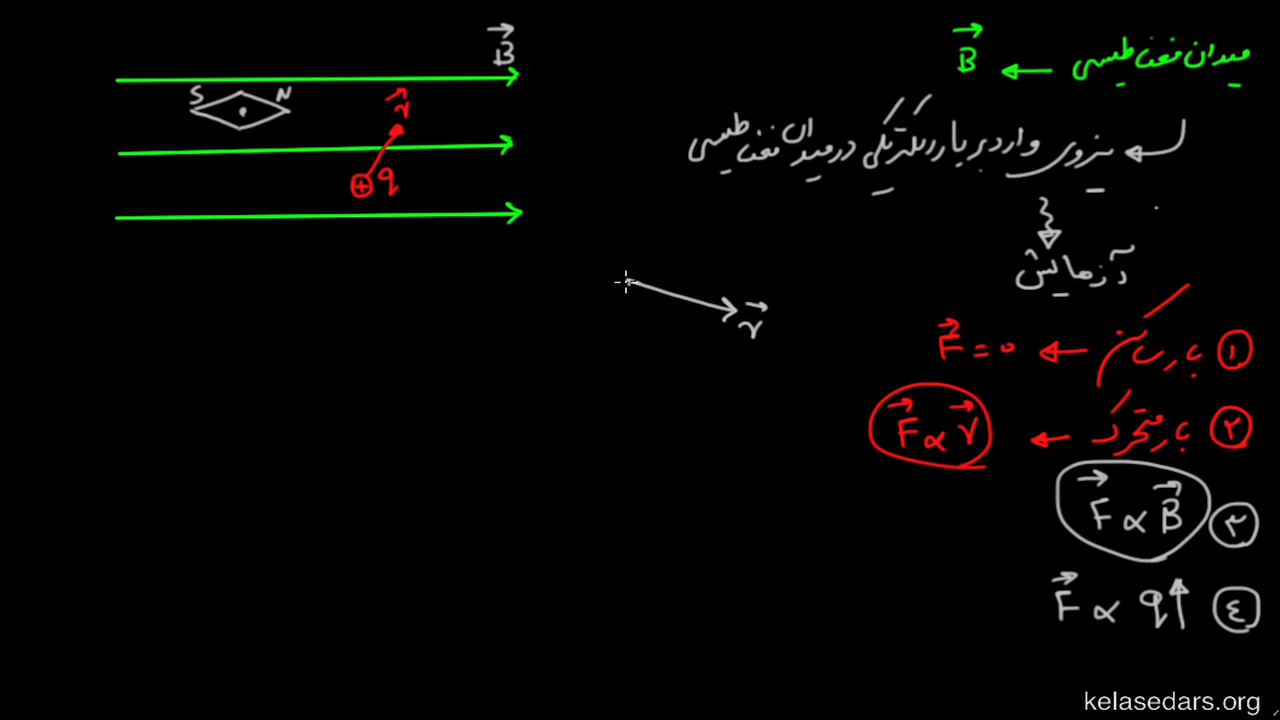 میدان مغناطیسی ← B⃗
نیروی وارد بر بار الکتریکی در میدان مغناطیسی
آزمایش
① بار ساکن ← F⃗ = 0
② بار متحرک ← F⃗ ∝ v⃗
③ F⃗ ∝ B⃗
④ F⃗ ∝ q↑
B⃗
S N
v⃗
⊕ q
v⃗
kelasedars.org